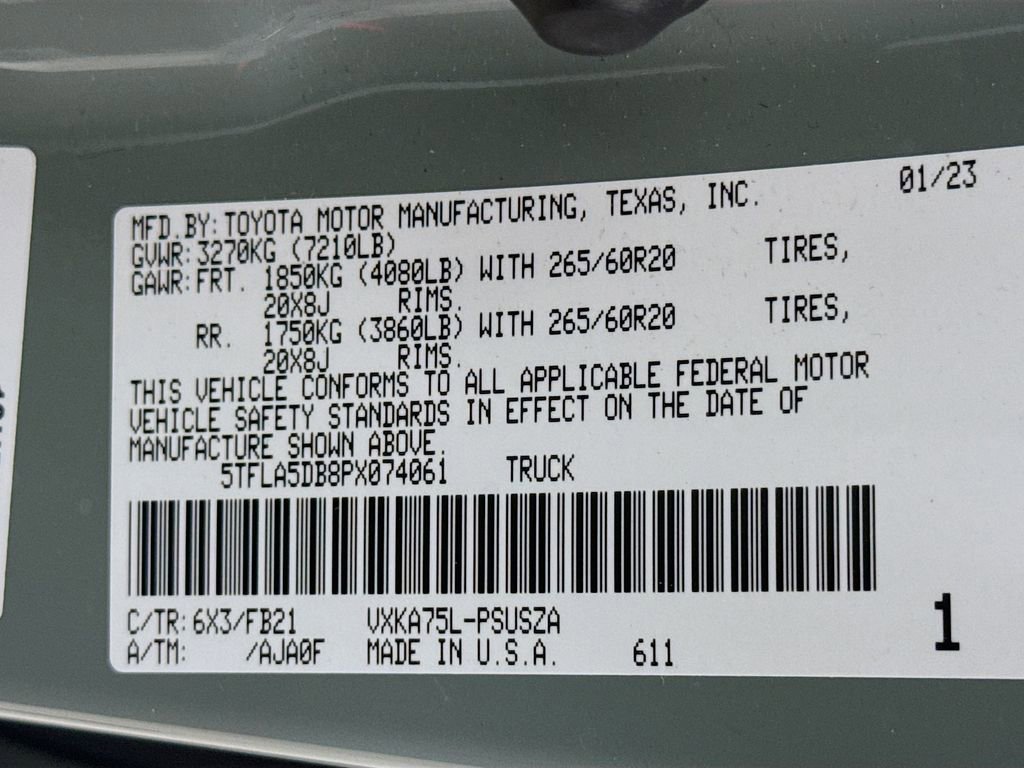 MFD.BY: TOYOTA MOTOR MANUFACTURING, TEXAS, INC. 01/23
GVWR: 3270KG (7210LB)
GAWR: FRT. 1850KG (4080LB) WITH 265/60R20 TIRES,
20X8J RIMS.
RR. 1750KG (3860LB) WITH 265/60R20 TIRES,
20X8J RIMS.
THIS VEHICLE CONFORMS TO ALL APPLICABLE FEDERAL MOTOR
VEHICLE SAFETY STANDARDS IN EFFECT ON THE DATE OF
MANUFACTURE SHOWN ABOVE.
5TFLA5DB8PX074061 TRUCK
C/TR: 6X3/FB21 VXKA75L-PSUSZA
A/TM: /AJA0F MADE IN U.S.A. 611
1